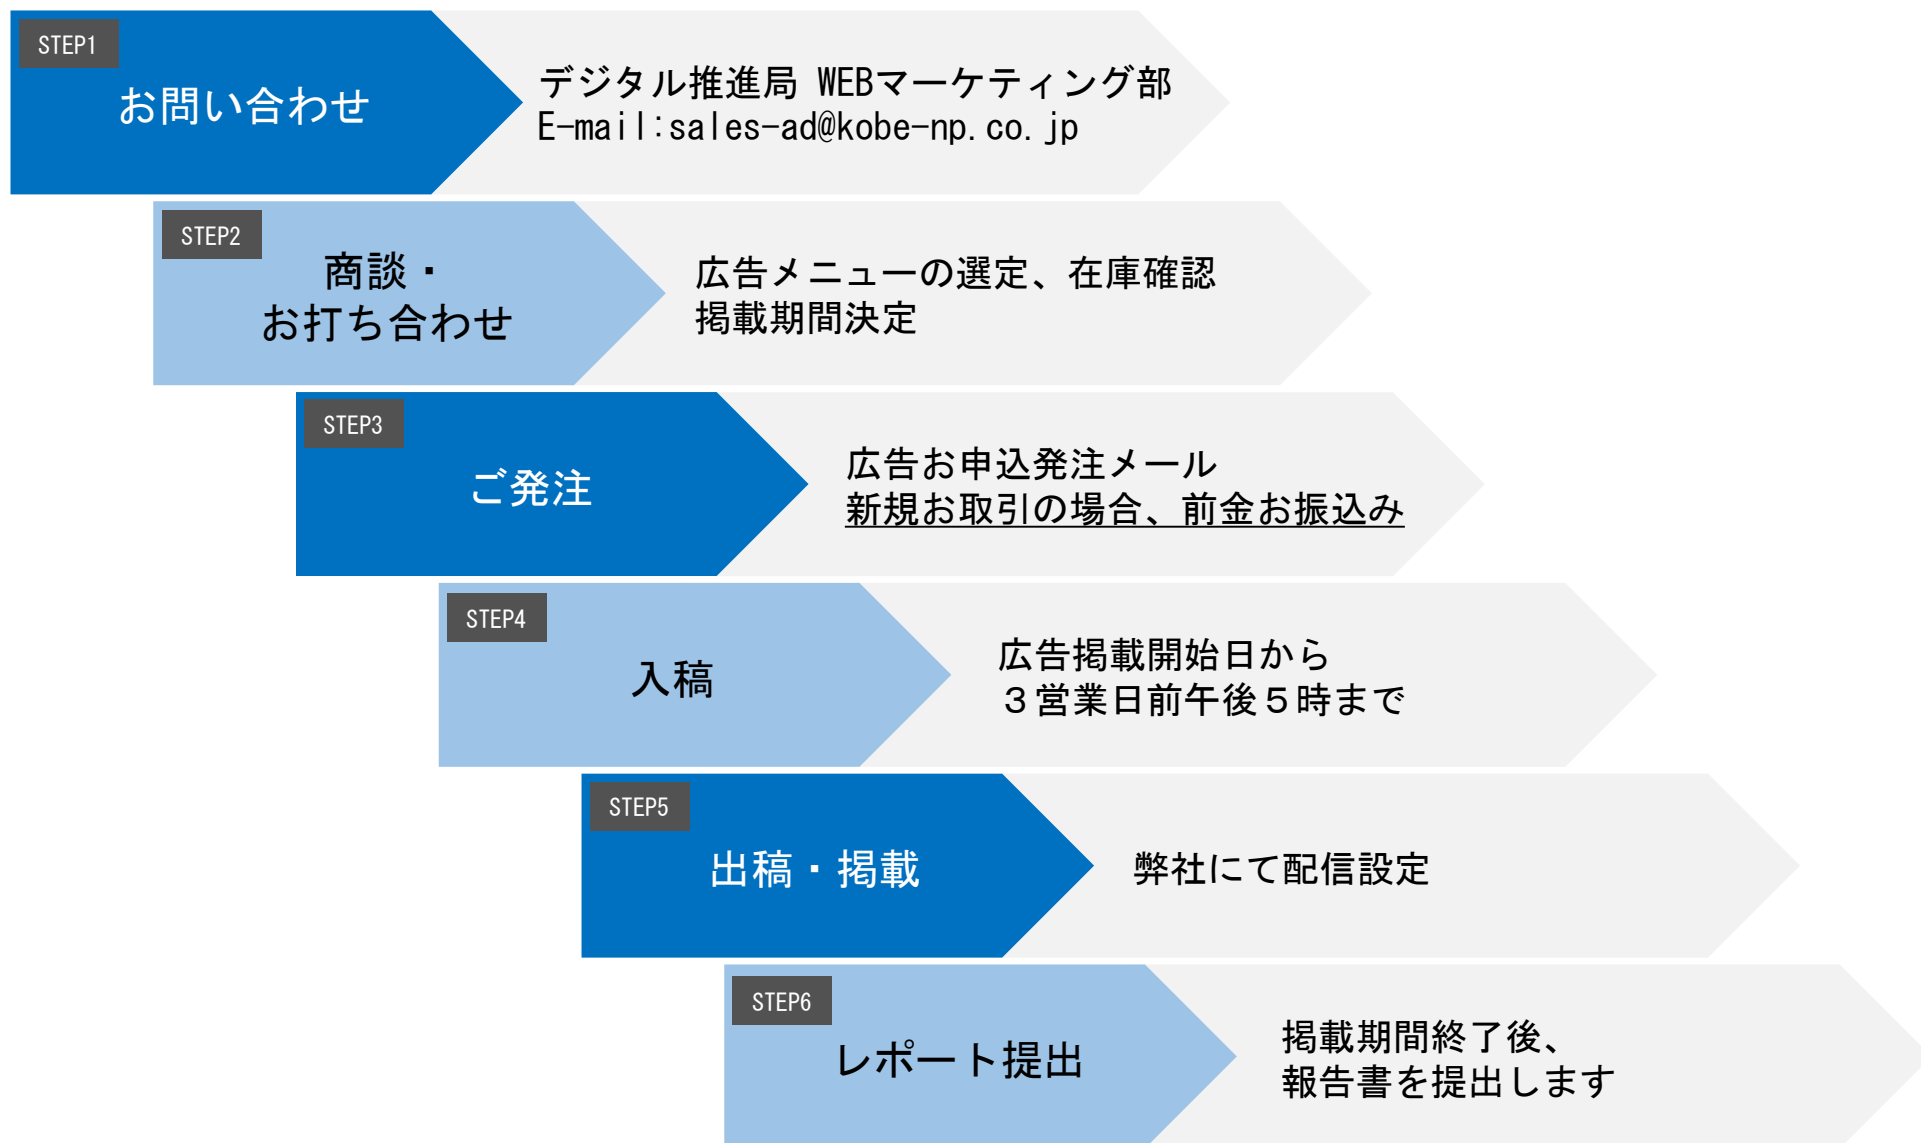 STEP1
お問い合わせ
デジタル推進局 WEBマーケティング部
E-mail:sales-ad@kobe-np.co.jp
STEP2
商談・
お打ち合わせ
広告メニューの選定、在庫確認
掲載期間決定
STEP3
ご発注
広告お申込発注メール
新規お取引の場合、前金お振込み
STEP4
入稿
広告掲載開始日から
３営業日前午後５時まで
STEP5
出稿・掲載
弊社にて配信設定
STEP6
レポート提出
掲載期間終了後、
報告書を提出します